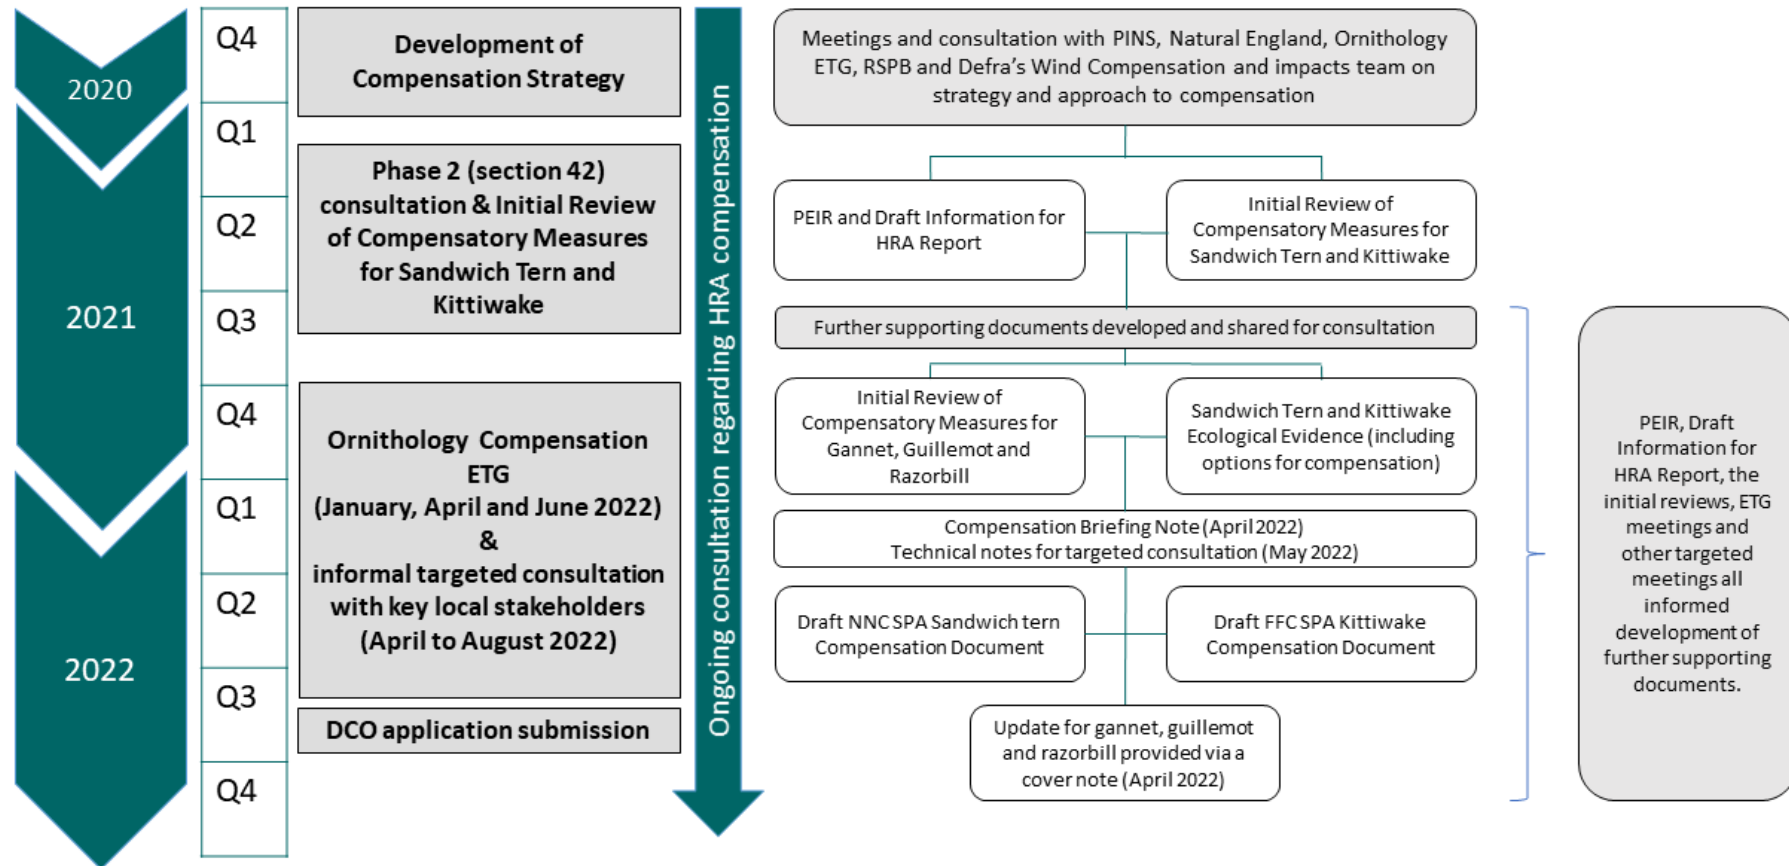 2020
2021
2022
Q4
Q1
Q2
Q3
Q4
Q1
Q2
Q3
Q4
Development of
Compensation Strategy
Phase 2 (section 42)
consultation & Initial Review
of Compensatory Measures
for Sandwich Tern and
Kittiwake
Ornithology Compensation
ETG
(January, April and June 2022)
&
informal targeted consultation
with key local stakeholders
(April to August 2022)
DCO application submission
Ongoing consultation regarding HRA compensation
Meetings and consultation with PINS, Natural England, Ornithology
ETG, RSPB and Defra's Wind Compensation and impacts team on
strategy and approach to compensation
PEIR and Draft Information for
HRA Report
Initial Review of
Compensatory Measures for
Sandwich Tern and Kittiwake
Further supporting documents developed and shared for consultation
Initial Review of
Compensatory Measures for
Gannet, Guillemot and
Razorbill
Sandwich Tern and Kittiwake
Ecological Evidence (including
options for compensation)
Compensation Briefing Note (April 2022)
Technical notes for targeted consultation (May 2022)
Draft NNC SPA Sandwich tern
Compensation Document
Draft FFC SPA Kittiwake
Compensation Document
Update for gannet, guillemot
and razorbill provided via a
cover note (April 2022)
PEIR, Draft
Information for
HRA Report, the
initial reviews, ETG
meetings and
other targeted
meetings all
informed
development of
further supporting
documents.